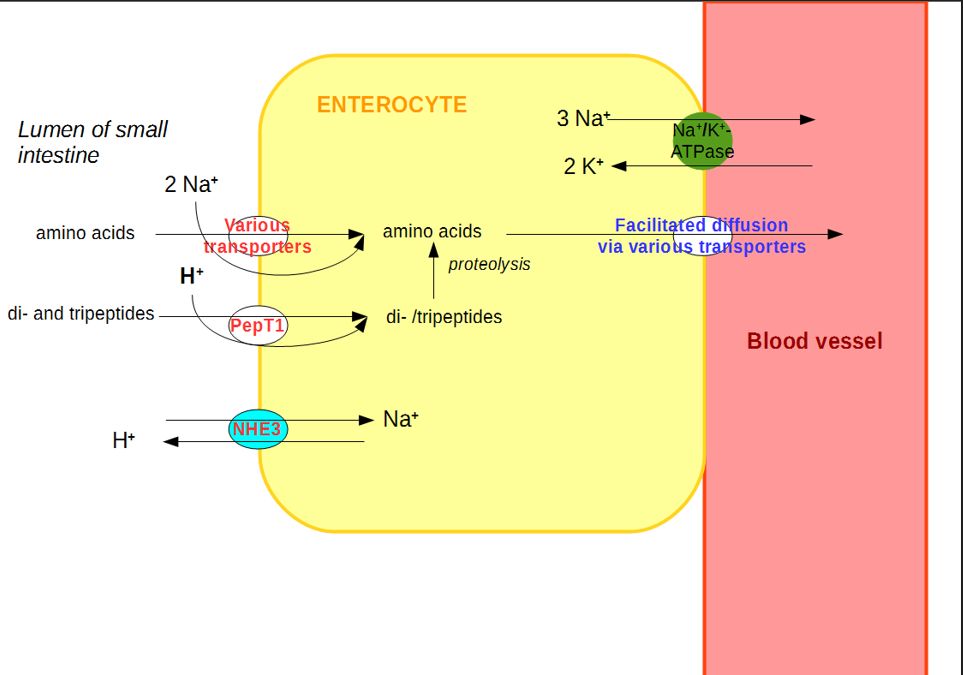 ENTEROCYTE
Lumen of small
intestine
3 Na⁺
Na⁺/K⁺-
ATPase
2 K⁺
2 Na⁺
amino acids
Various
transporters
amino acids
Facilitated diffusion
via various transporters
H⁺
proteolysis
di- and tripeptides
PepT1
di- /tripeptides
Blood vessel
NHE3
Na⁺
H⁺